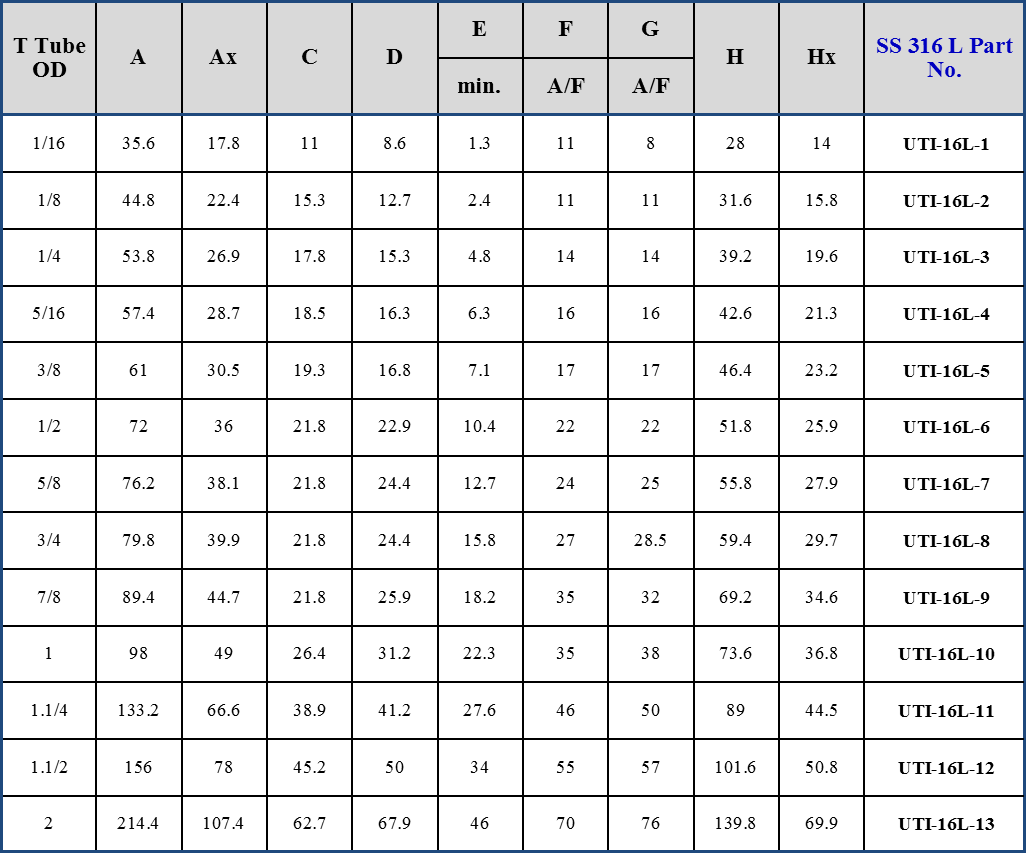 T Tube OD A Ax C D E F G H Hx SS 316 L Part No.
min. A/F A/F
1/16 35.6 17.8 11 8.6 1.3 11 8 28 14 UTI-16L-1
1/8 44.8 22.4 15.3 12.7 2.4 11 11 31.6 15.8 UTI-16L-2
1/4 53.8 26.9 17.8 15.3 4.8 14 14 39.2 19.6 UTI-16L-3
5/16 57.4 28.7 18.5 16.3 6.3 16 16 42.6 21.3 UTI-16L-4
3/8 61 30.5 19.3 16.8 7.1 17 17 46.4 23.2 UTI-16L-5
1/2 72 36 21.8 22.9 10.4 22 22 51.8 25.9 UTI-16L-6
5/8 76.2 38.1 21.8 24.4 12.7 24 25 55.8 27.9 UTI-16L-7
3/4 79.8 39.9 21.8 24.4 15.8 27 28.5 59.4 29.7 UTI-16L-8
7/8 89.4 44.7 21.8 25.9 18.2 35 32 69.2 34.6 UTI-16L-9
1 98 49 26.4 31.2 22.3 35 38 73.6 36.8 UTI-16L-10
1.1/4 133.2 66.6 38.9 41.2 27.6 46 50 89 44.5 UTI-16L-11
1.1/2 156 78 45.2 50 34 55 57 101.6 50.8 UTI-16L-12
2 214.4 107.4 62.7 67.9 46 70 76 139.8 69.9 UTI-16L-13